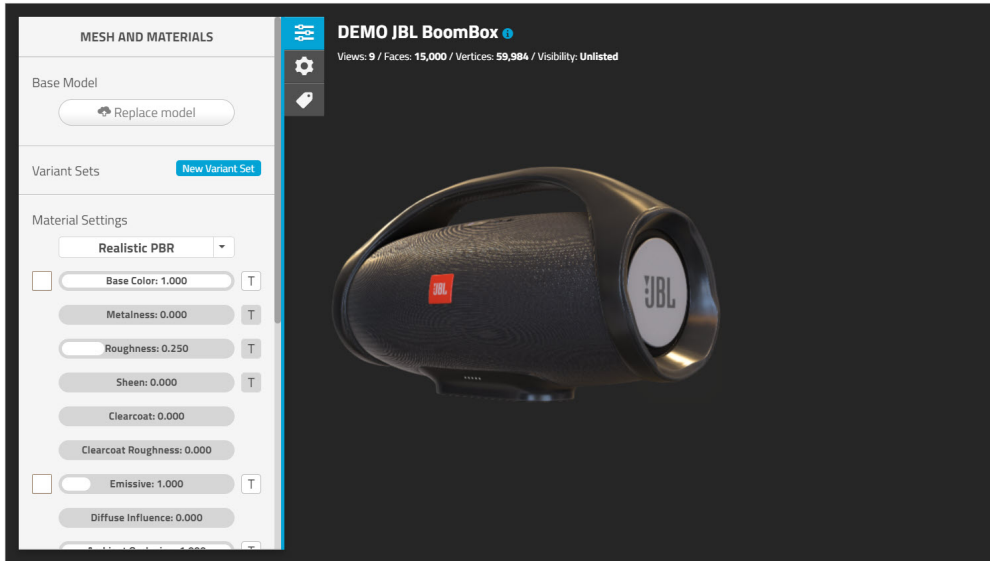 MESH AND MATERIALS
Base Model
Replace model
Variant Sets
New Variant Set
Material Settings
Realistic PBR
Base Color: 1.000
T
Metalness: 0.000
T
Roughness: 0.250
T
Sheen: 0.000
T
Clearcoat: 0.000
Clearcoat Roughness: 0.000
Emissive: 1.000
T
Diffuse Influence: 0.000
DEMO JBL BoomBox
Views: 9 / Faces: 15,000 / Vertices: 59,984 / Visibility: Unlisted
JBL
JBL